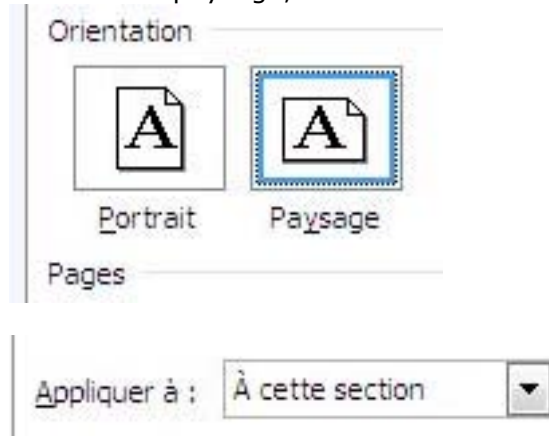 Orientation
A A
Portrait Paysage
Pages
Appliquer à : À cette section